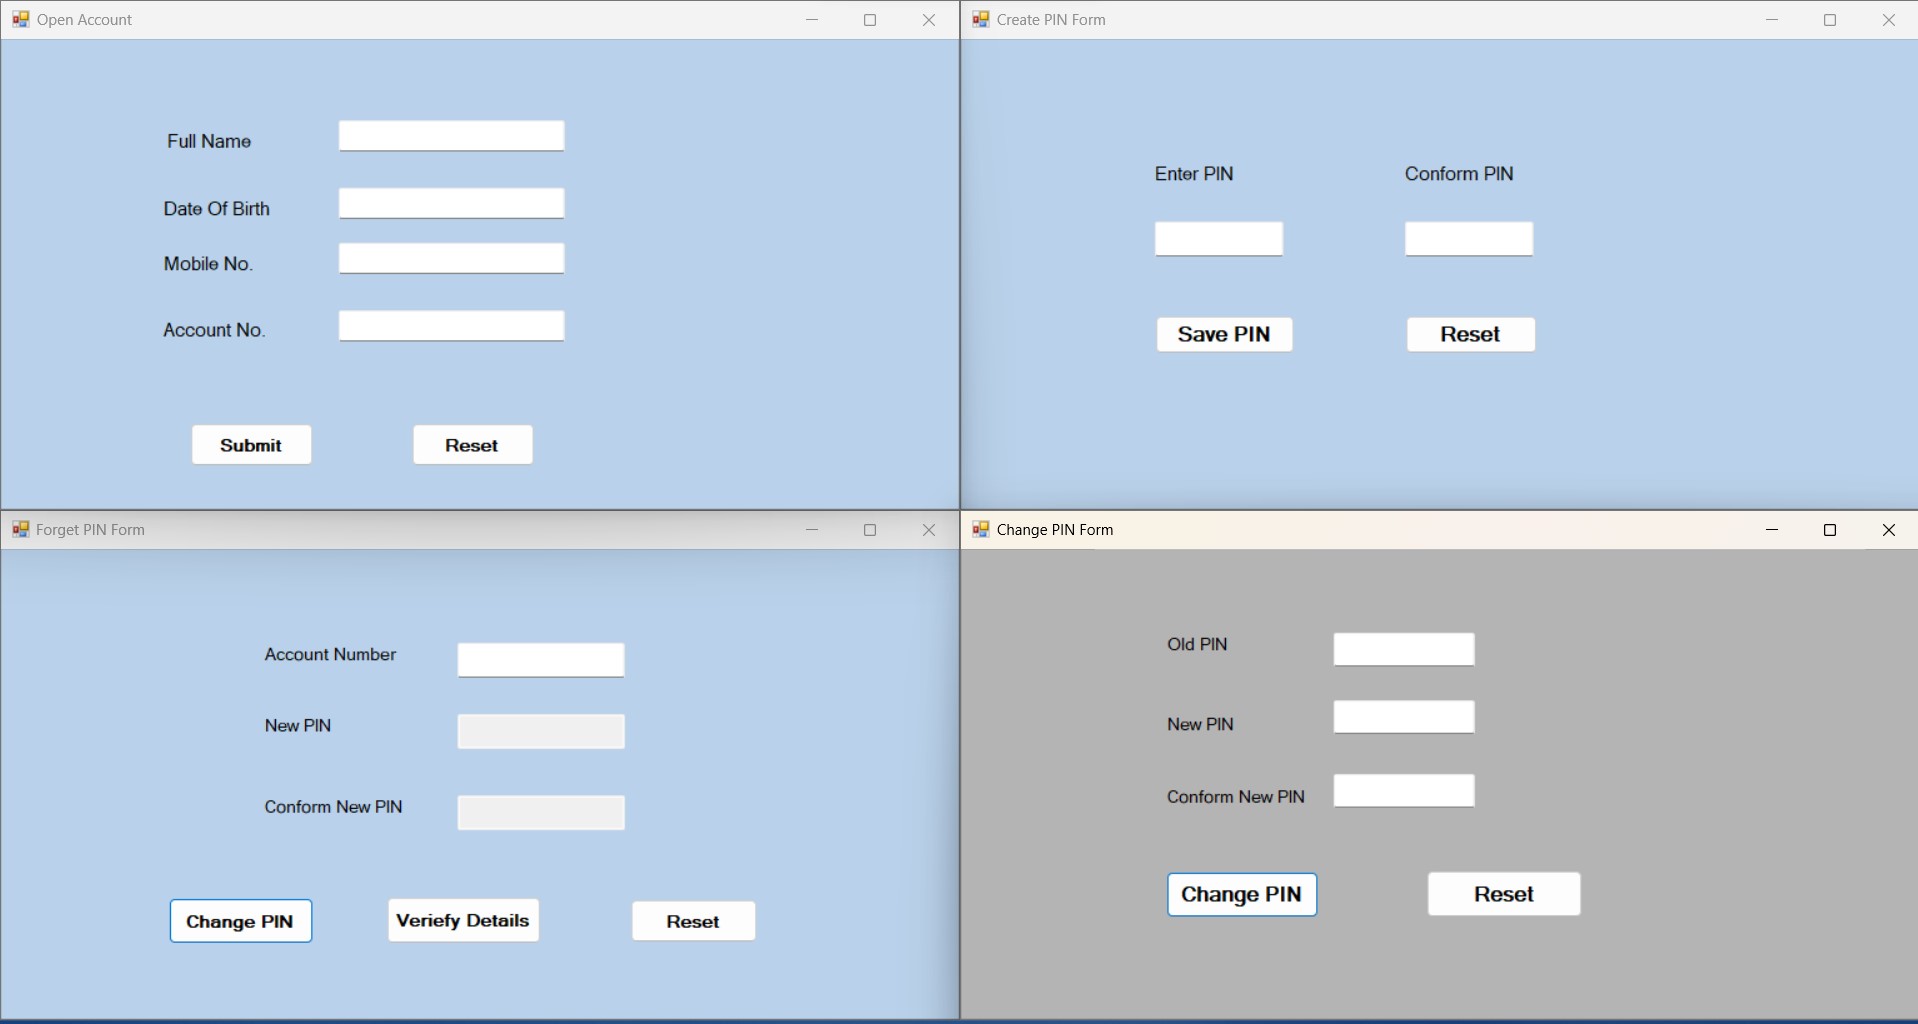 Open Account
Full Name
Date Of Birth
Mobile No.
Account No.
Submit
Reset
Create PIN Form
Enter PIN
Conform PIN
Save PIN
Reset
Forget PIN Form
Account Number
New PIN
Conform New PIN
Change PIN
Veriefy Details
Reset
Change PIN Form
Old PIN
New PIN
Conform New PIN
Change PIN
Reset